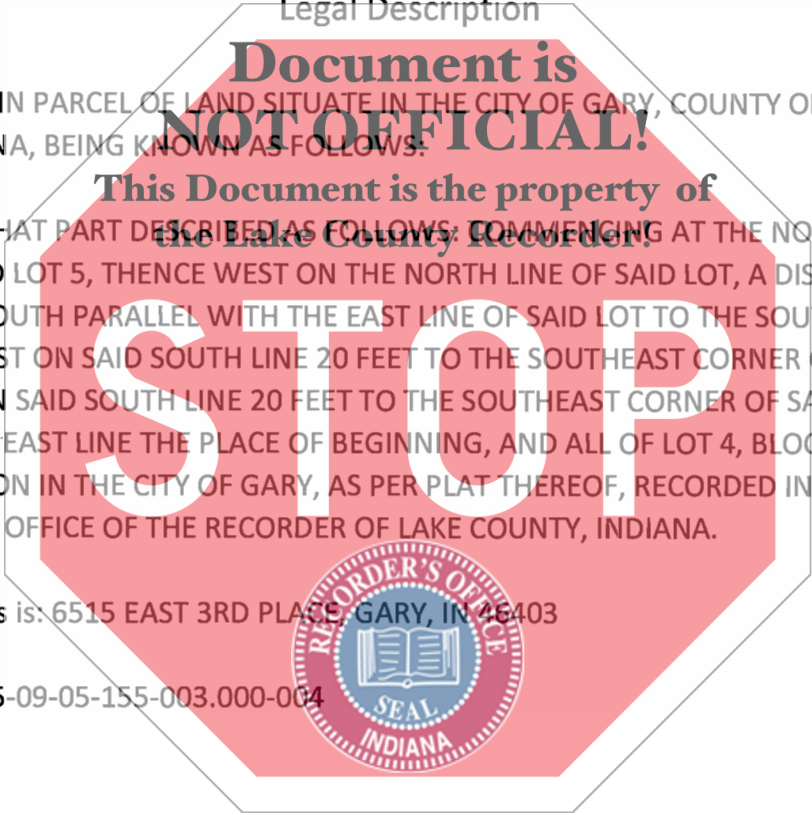 Legal Description
Document is
IN PARCEL OF LAND SITUATE IN THE CITY OF GARY, COUNTY O
NOT OFFICIAL!
NA, BEING KNOWN AS FOLLOWS:
This Document is the property of
HAT PART DESCRIBED AS FOLLOWS: COMMENCING AT THE NO
the Lake County Recorder!
LOT 5, THENCE WEST ON THE NORTH LINE OF SAID LOT, A DIS
OUTH PARALLEL WITH THE EAST LINE OF SAID LOT TO THE SOU
ST ON SAID SOUTH LINE 20 FEET TO THE SOUTHEAST CORNER
N SAID SOUTH LINE 20 FEET TO THE SOUTHEAST CORNER OF SA
EAST LINE THE PLACE OF BEGINNING, AND ALL OF LOT 4, BLOC
ON IN THE CITY OF GARY, AS PER PLAT THEREOF, RECORDED IN
OFFICE OF THE RECORDER OF LAKE COUNTY, INDIANA.
STOP
s is: 6515 EAST 3RD PLACE, GARY, IN 46403
5-09-05-155-003.000-004
RECORDER'S OFFICE
SEAL
INDIANA